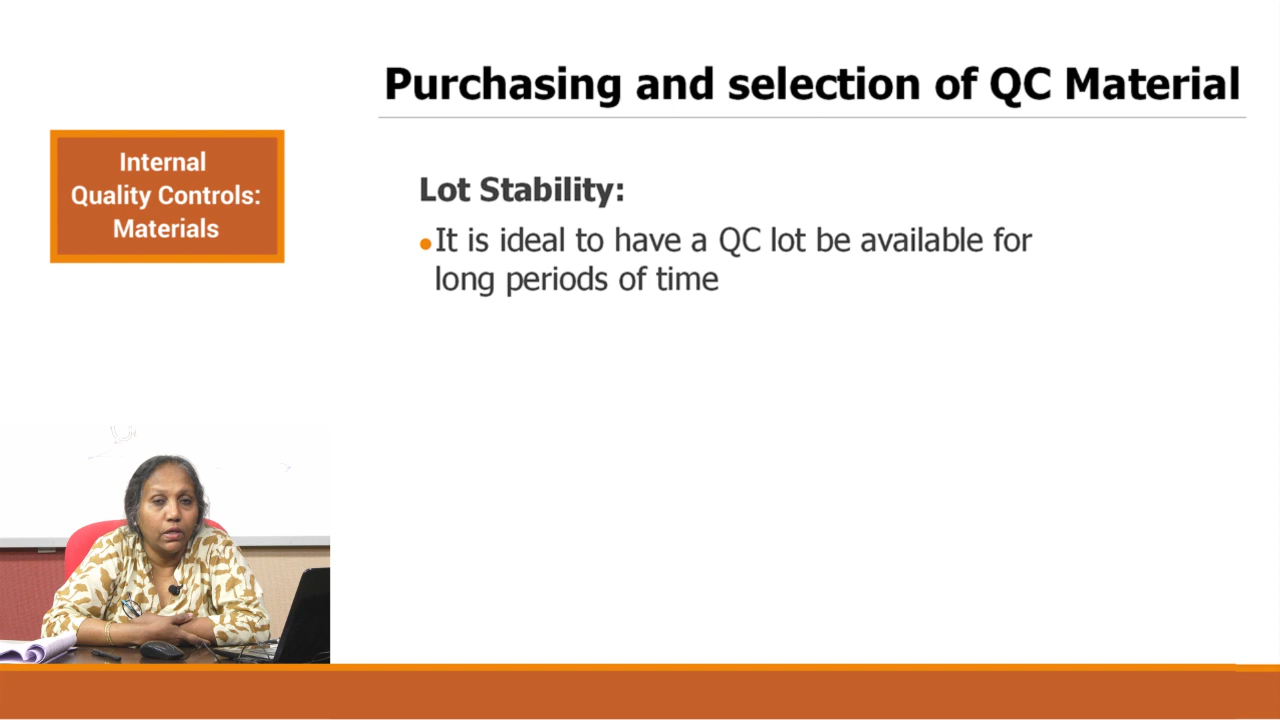 Purchasing and selection of QC Material
Internal
Quality Controls:
Materials
Lot Stability:
•It is ideal to have a QC lot be available for
long periods of time